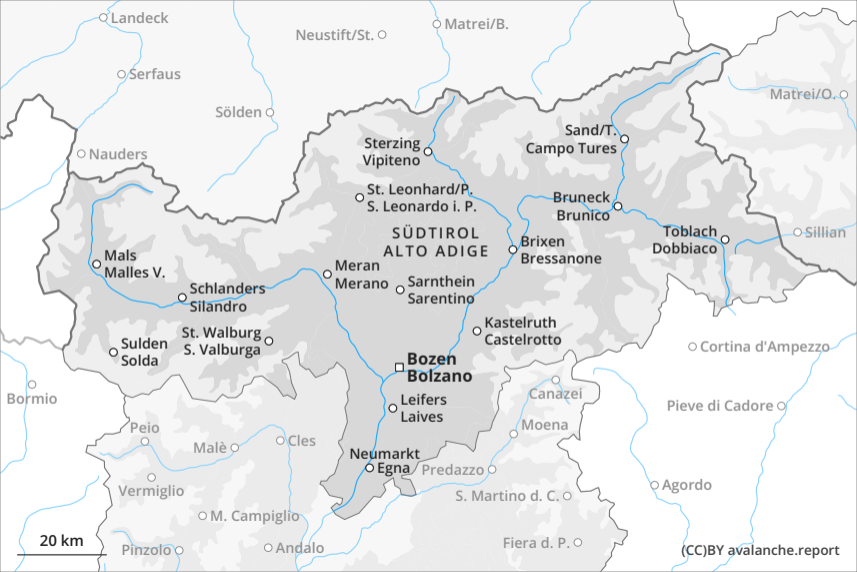 Landeck
Matrei/B.
Neustift/St.
Serfaus
Matrei/O.
Sölden
Sand/T.
Campo Tures
Sterzing
Vipiteno
Nauders
St. Leonhard/P.
S. Leonardo i. P.
Bruneck
Brunico
SÜDTIROL
ALTO ADIGE
Toblach
Dobbiaco
Sillian
Brixen
Bressanone
Mals
Malles V.
Meran
Merano
Sarnthein
Sarentino
Schlanders
Silandro
Kastelruth
Castelrotto
St. Walburg
S. Valburga
Sulden
Solda
Cortina d'Ampezzo
Bozen
Bolzano
Bormio
Canazei
Leifers
Laives
Pieve di Cadore
Peio
Moena
Malè
Cles
Neumarkt
Egna
Predazzo
Vermiglio
Agordo
S. Martino d. C.
M. Campiglio
Fiera d. P.
20 km
Pinzolo
Andalo
(CC)BY avalanche.report